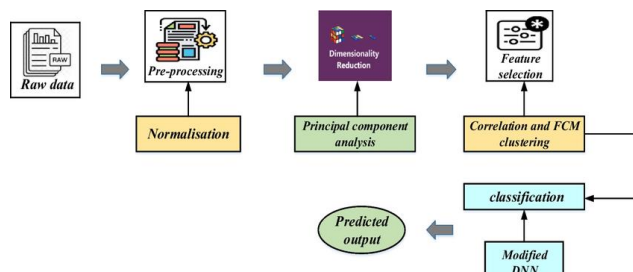 RAW
Raw data
Pre-processing
Dimensionality
Reduction
Feature
selection
Normalisation
Principal component
analysis
Correlation and FCM
clustering
classification
Predicted
output
Modified
DNN